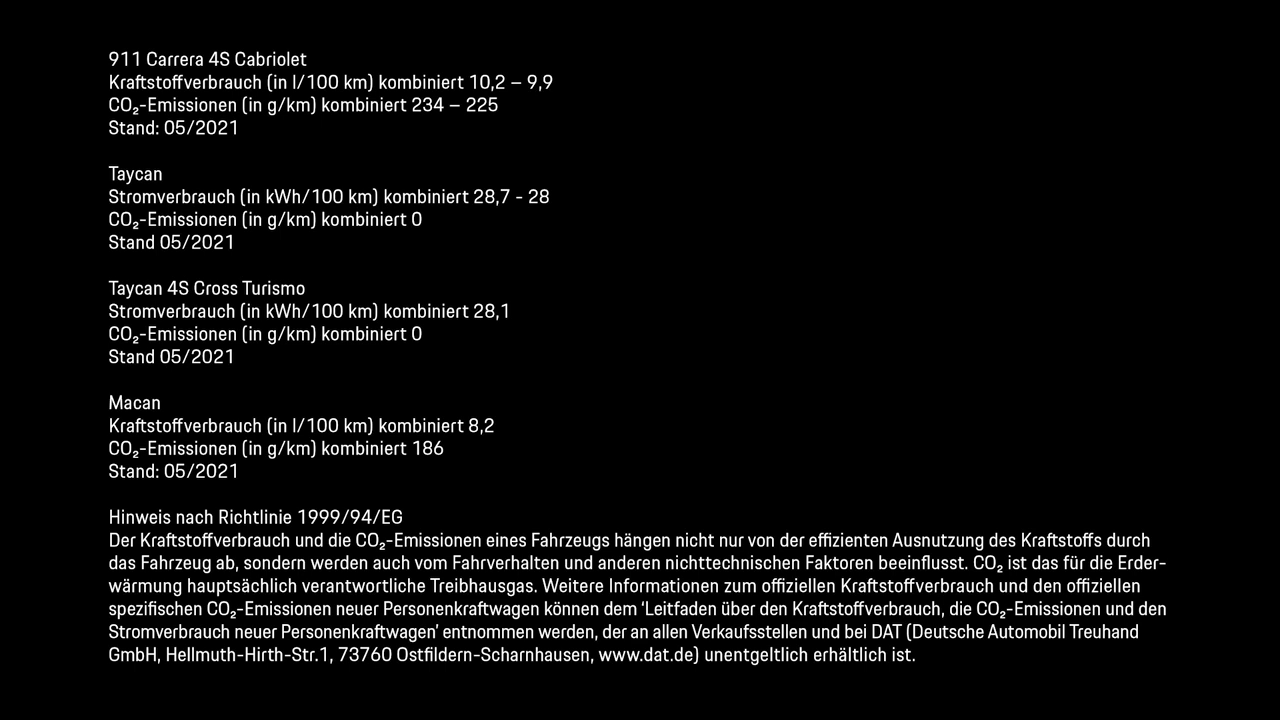 911 Carrera 4S Cabriolet
Kraftstoffverbrauch (in l/100 km) kombiniert 10,2 – 9,9
CO₂-Emissionen (in g/km) kombiniert 234 – 225
Stand: 05/2021
Taycan
Stromverbrauch (in kWh/100 km) kombiniert 28,7 - 28
CO₂-Emissionen (in g/km) kombiniert 0
Stand 05/2021
Taycan 4S Cross Turismo
Stromverbrauch (in kWh/100 km) kombiniert 28,1
CO₂-Emissionen (in g/km) kombiniert 0
Stand 05/2021
Macan
Kraftstoffverbrauch (in l/100 km) kombiniert 8,2
CO₂-Emissionen (in g/km) kombiniert 186
Stand: 05/2021
Hinweis nach Richtlinie 1999/94/EG
Der Kraftstoffverbrauch und die CO₂-Emissionen eines Fahrzeugs hängen nicht nur von der effizienten Ausnutzung des Kraftstoffs durch
das Fahrzeug ab, sondern werden auch vom Fahrverhalten und anderen nichttechnischen Faktoren beeinflusst. CO₂ ist das für die Erder-
wärmung hauptsächlich verantwortliche Treibhausgas. Weitere Informationen zum offiziellen Kraftstoffverbrauch und den offiziellen
spezifischen CO₂-Emissionen neuer Personenkraftwagen können dem ‘Leitfaden über den Kraftstoffverbrauch, die CO₂-Emissionen und den
Stromverbrauch neuer Personenkraftwagen’ entnommen werden, der an allen Verkaufsstellen und bei DAT (Deutsche Automobil Treuhand
GmbH, Hellmuth-Hirth-Str.1, 73760 Ostfildern-Scharnhausen, www.dat.de) unentgeltlich erhältlich ist.